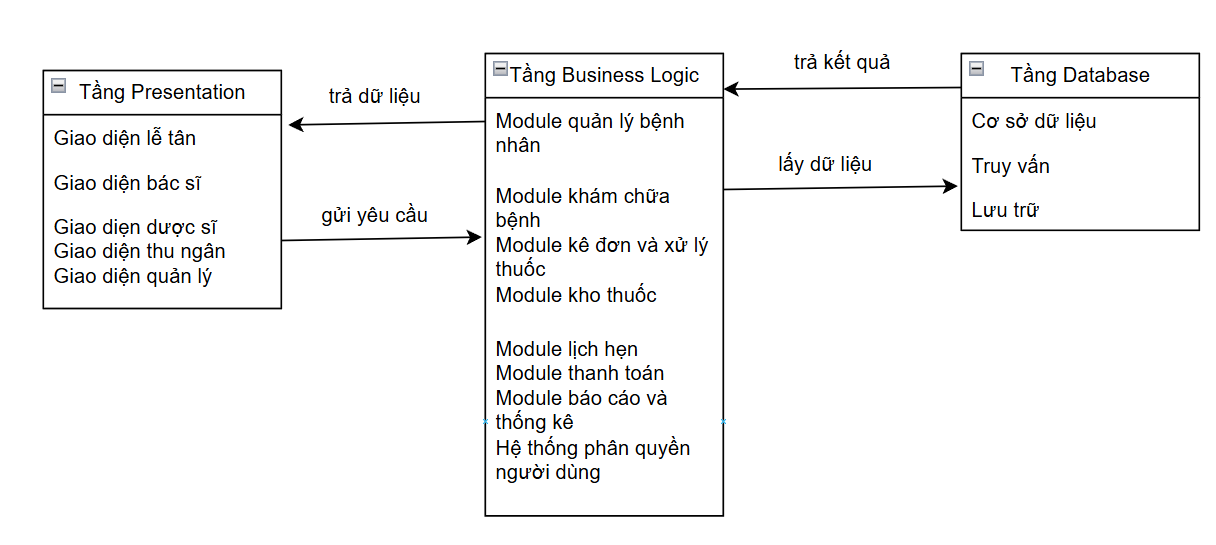 Tầng Presentation
Giao diện lễ tân
Giao diện bác sĩ
Giao diẹn dược sĩ
Giao diện thu ngân
Giao diện quản lý
trả dữ liệu
gửi yêu cầu
Tầng Business Logic
Module quản lý bệnh
nhân
Module khám chữa
bệnh
Module kê đơn và xử lý
thuốc
Module kho thuốc
Module lịch hẹn
Module thanh toán
Module báo cáo và
thống kê
Hệ thống phân quyền
người dùng
trả kết quả
lấy dữ liệu
Tầng Database
Cơ sở dữ liệu
Truy vấn
Lưu trữ